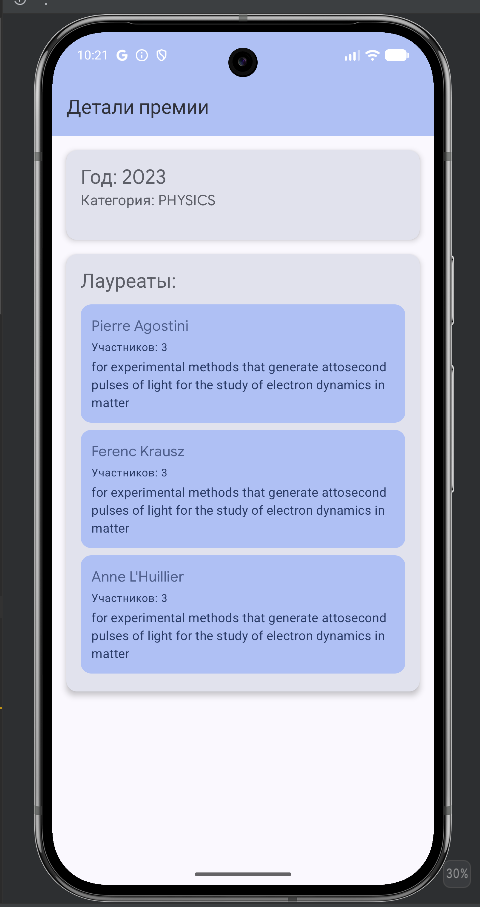 10:21
Детали премии
Год: 2023
Категория: PHYSICS
Лауреаты:
Pierre Agostini
Участников: 3
for experimental methods that generate attosecond
pulses of light for the study of electron dynamics in
matter
Ferenc Krausz
Участников: 3
for experimental methods that generate attosecond
pulses of light for the study of electron dynamics in
matter
Anne L'Huillier
Участников: 3
for experimental methods that generate attosecond
pulses of light for the study of electron dynamics in
matter
30%